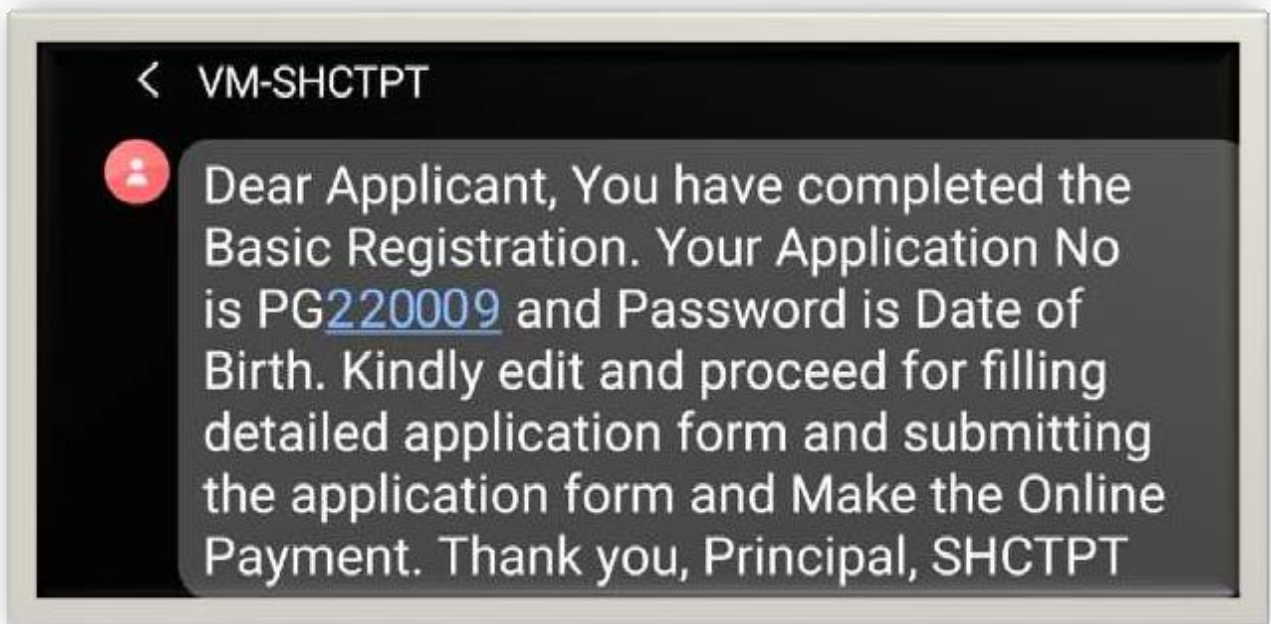 VM-SHCTPT
Dear Applicant, You have completed the
Basic Registration. Your Application No
is PG220009 and Password is Date of
Birth. Kindly edit and proceed for filling
detailed application form and submitting
the application form and Make the Online
Payment. Thank you, Principal, SHCTPT